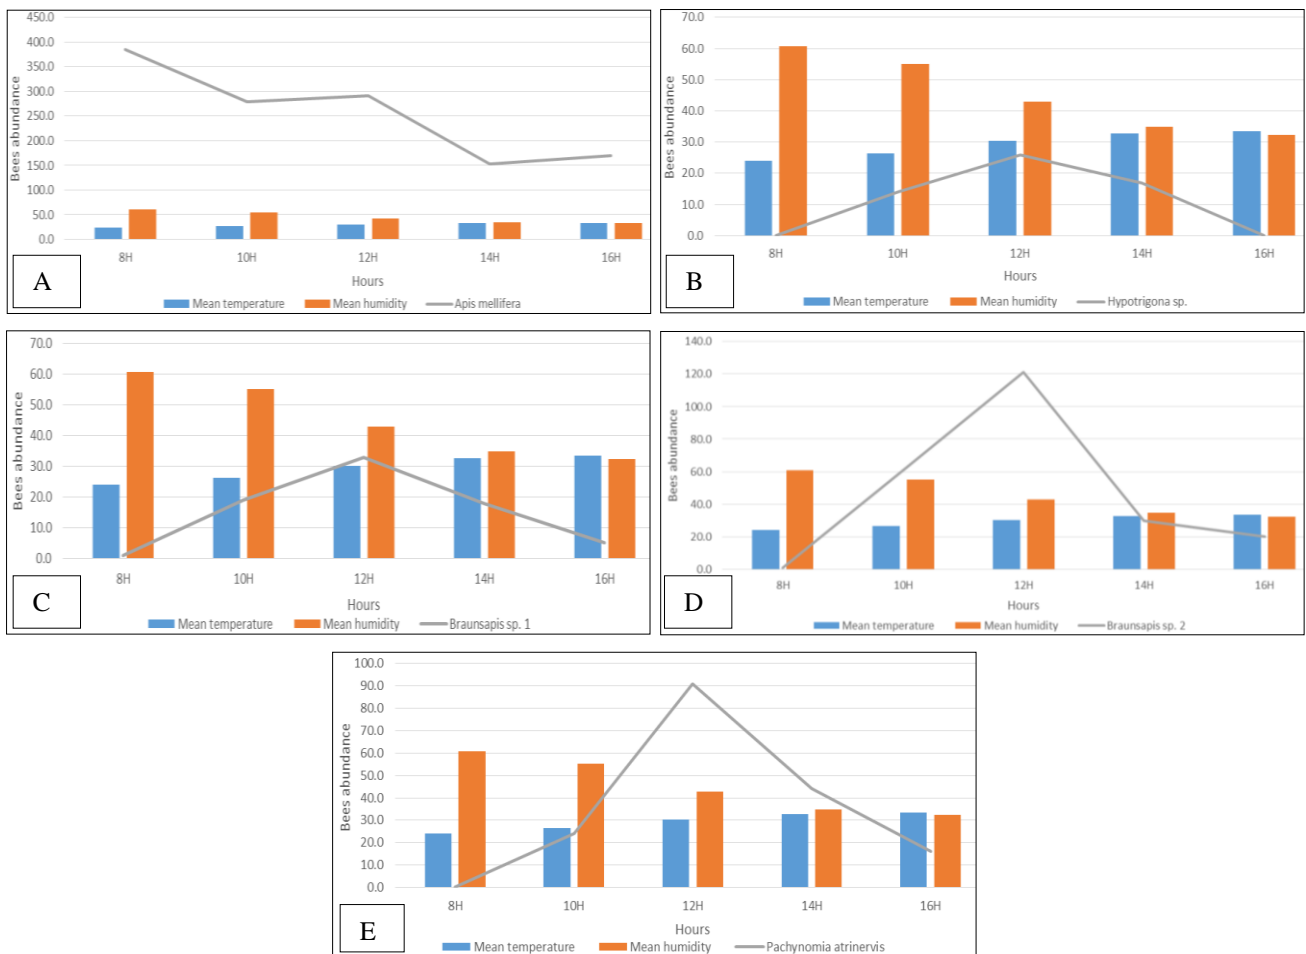 450.0
400.0
350.0
300.0
250.0
200.0
150.0
100.0
50.0
0.0
Bees abundance
8H 10H 12H 14H 16H
Hours
Mean temperature Mean humidity Apis mellifera
A
70.0
60.0
50.0
40.0
30.0
20.0
10.0
0.0
Bees abundance
8H 10H 12H 14H 16H
Hours
Mean temperature Mean humidity Hypotrigona sp.
B
70.0
60.0
50.0
40.0
30.0
20.0
10.0
0.0
Bees abundance
8H 10H 12H 14H 16H
Hours
Mean temperature Mean humidity Braunsapis sp. 1
C
140.0
120.0
100.0
80.0
60.0
40.0
20.0
0.0
Bees abundance
8H 10H 12H 14H 16H
Hours
Mean temperature Mean humidity Braunsapis sp. 2
D
100.0
90.0
80.0
70.0
60.0
50.0
40.0
30.0
20.0
10.0
0.0
Bees abundance
8H 10H 12H 14H 16H
Hours
Mean temperature Mean humidity Pachynomia atrinervis
E